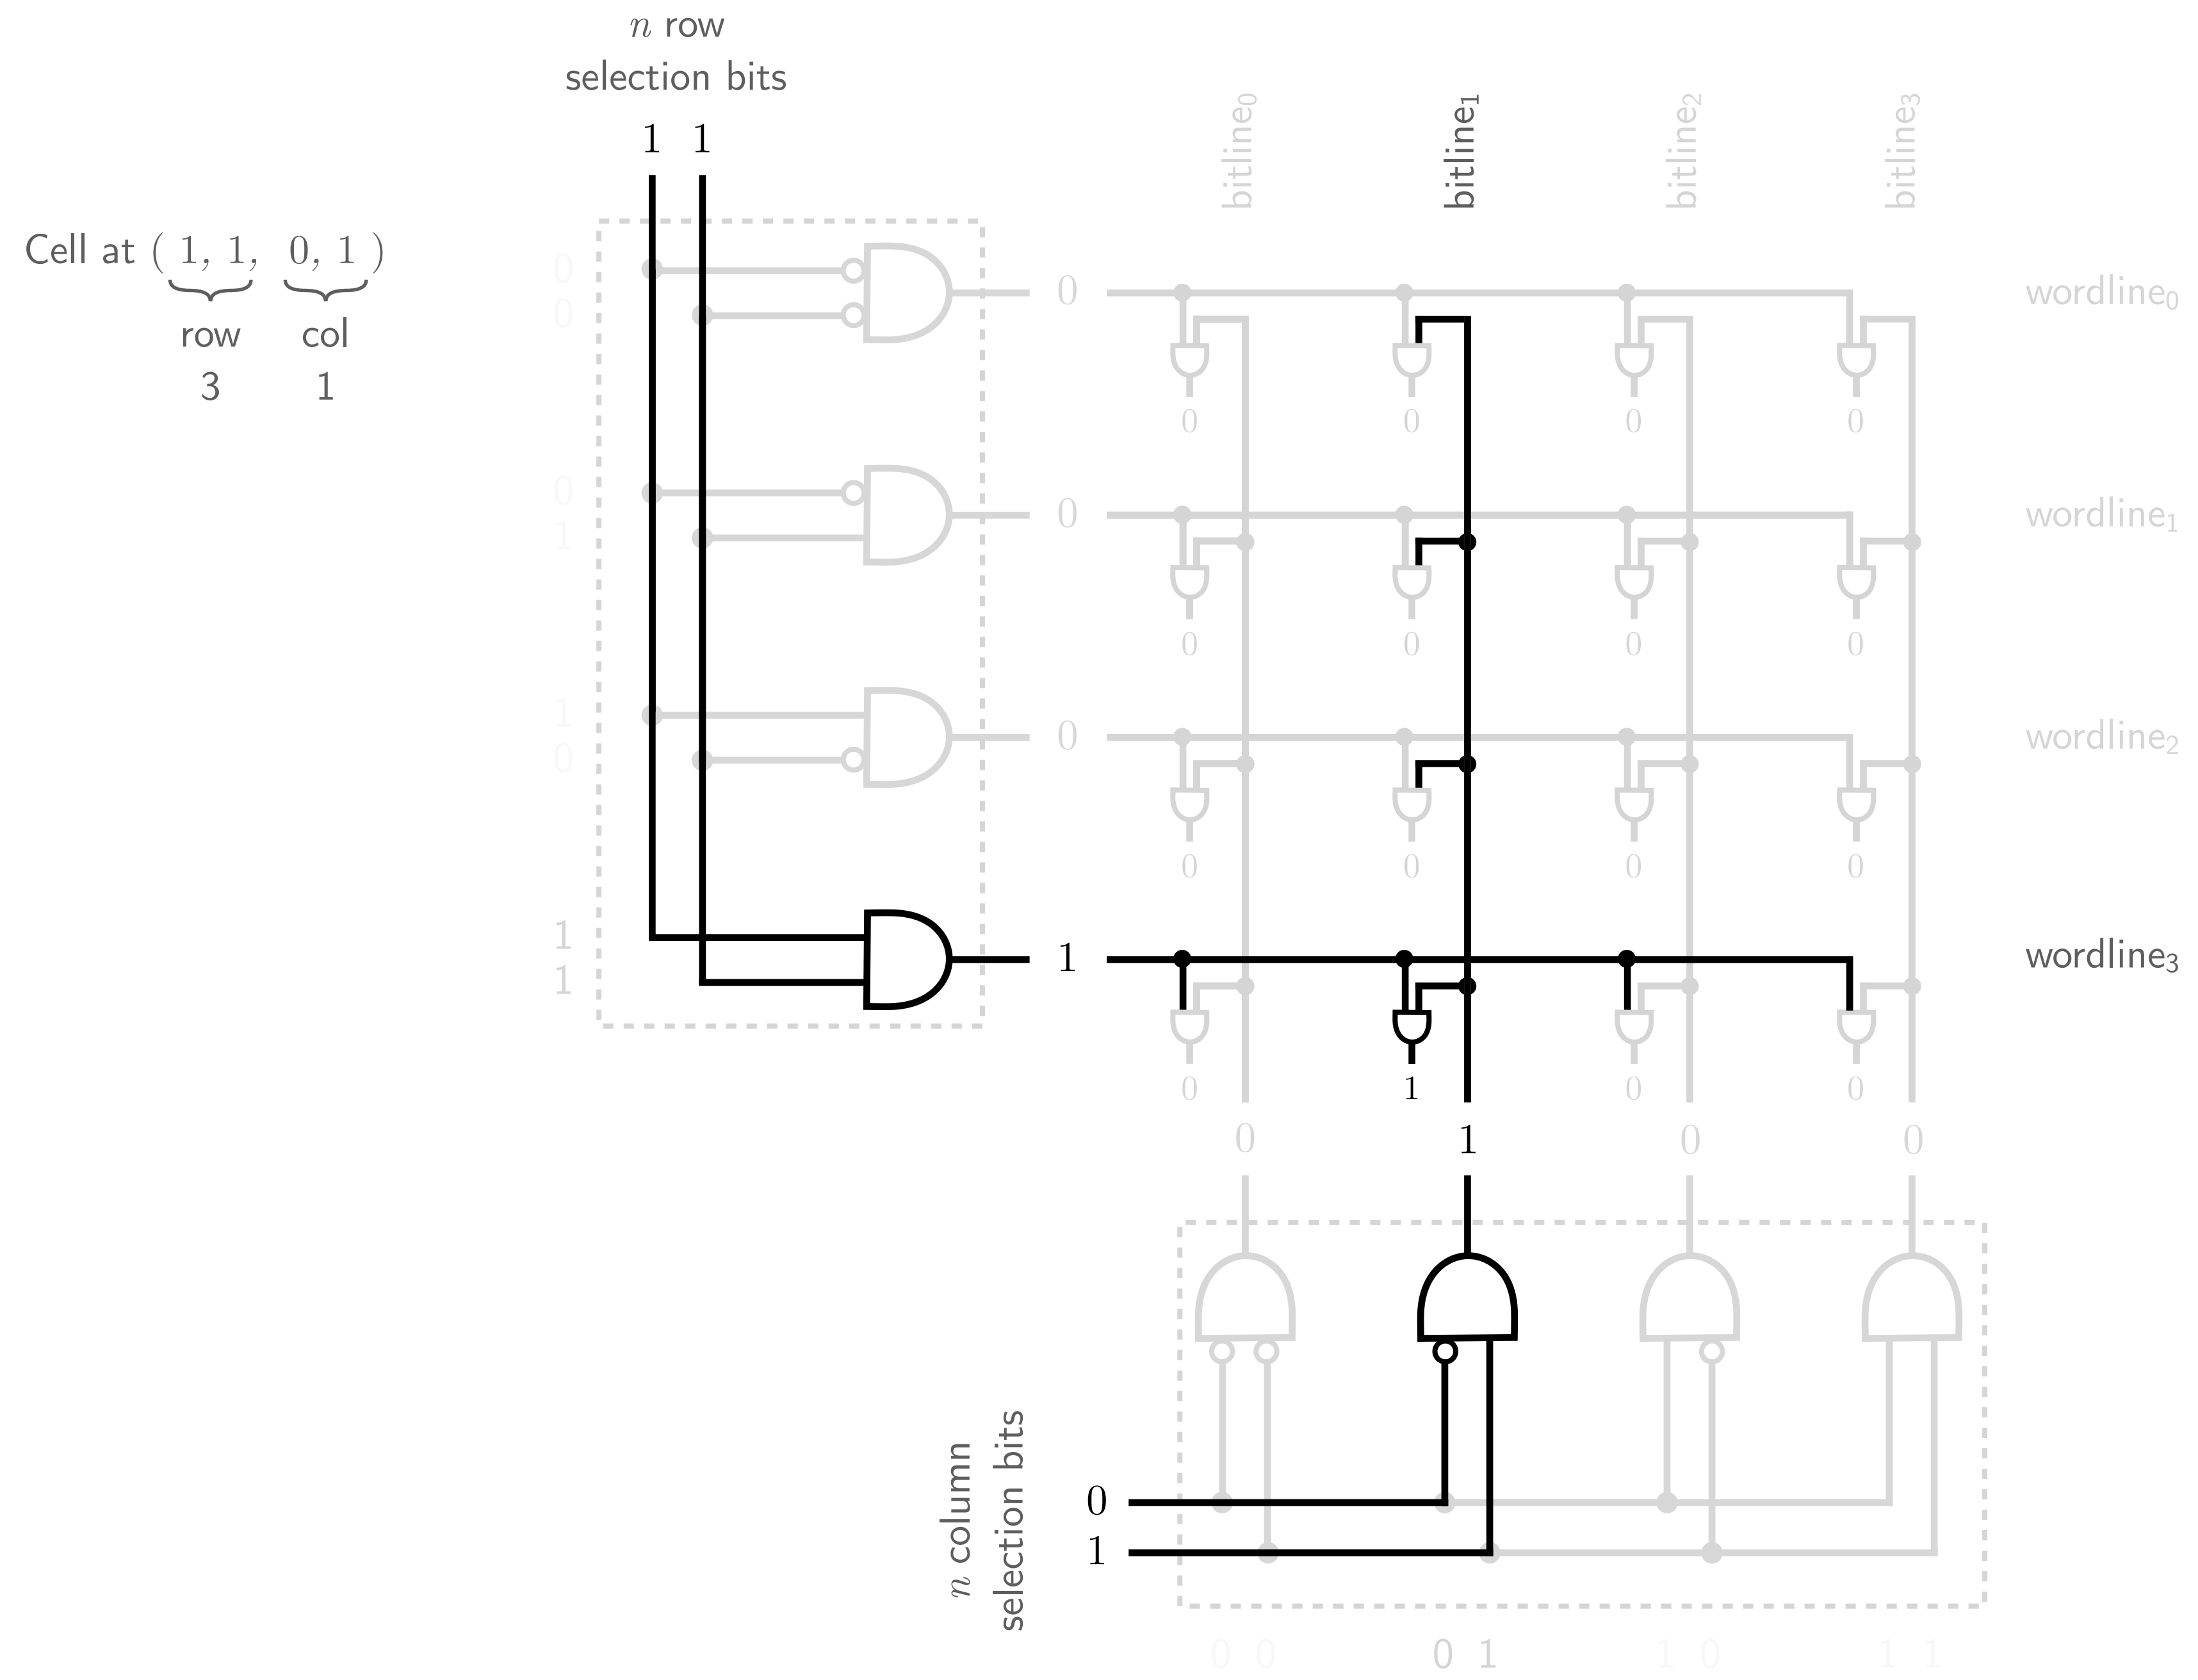 n row
selection bits
1 1
bitline0
bitline1
bitline2
bitline3
Cell at ( 1, 1, 0, 1 )
row col
3 1
0
0
0
wordline0
0 0 0 0
0
1
0
wordline1
0 0 0 0
1
0
0
wordline2
0 0 0 0
1
1
1
wordline3
0 1 0 0
0 1 0 0
n column
selection bits
0
1
0 0 0 1 1 0 1 1